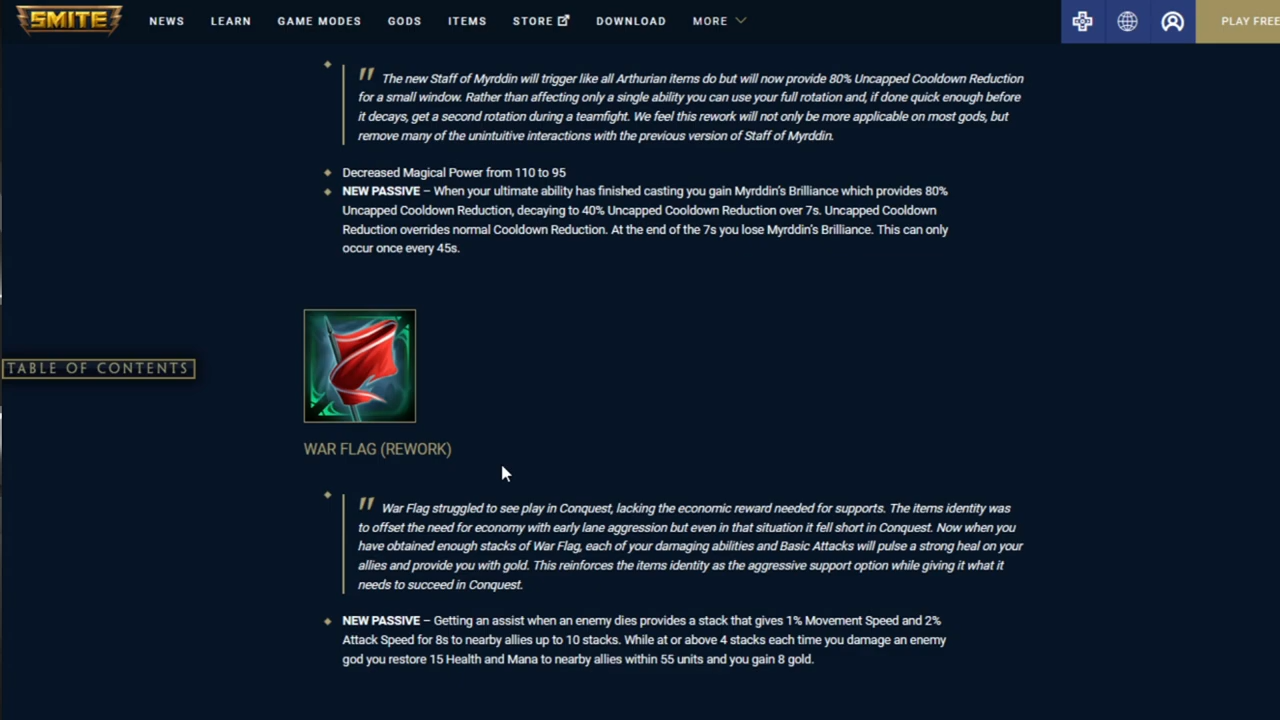 SMITE NEWS LEARN GAME MODES GODS ITEMS STORE DOWNLOAD MORE PLAY FREE
" The new Staff of Myrddin will trigger like all Arthurian items do but will now provide 80% Uncapped Cooldown Reduction
for a small window. Rather than affecting only a single ability you can use your full rotation and, if done quick enough before
it decays, get a second rotation during a teamfight. We feel this rework will not only be more applicable on most gods, but
remove many of the unintuitive interactions with the previous version of Staff of Myrddin.
Decreased Magical Power from 110 to 95
NEW PASSIVE – When your ultimate ability has finished casting you gain Myrddin's Brilliance which provides 80%
Uncapped Cooldown Reduction, decaying to 40% Uncapped Cooldown Reduction over 7s. Uncapped Cooldown
Reduction overrides normal Cooldown Reduction. At the end of the 7s you lose Myrddin's Brilliance. This can only
occur once every 45s.
TABLE OF CONTENTS
WAR FLAG (REWORK)
" War Flag struggled to see play in Conquest, lacking the economic reward needed for supports. The items identity was
to offset the need for economy with early lane aggression but even in that situation it fell short in Conquest. Now when you
have obtained enough stacks of War Flag, each of your damaging abilities and Basic Attacks will pulse a strong heal on your
allies and provide you with gold. This reinforces the items identity as the aggressive support option while giving it what it
needs to succeed in Conquest.
NEW PASSIVE – Getting an assist when an enemy dies provides a stack that gives 1% Movement Speed and 2%
Attack Speed for 8s to nearby allies up to 10 stacks. While at or above 4 stacks each time you damage an enemy
god you restore 15 Health and Mana to nearby allies within 55 units and you gain 8 gold.